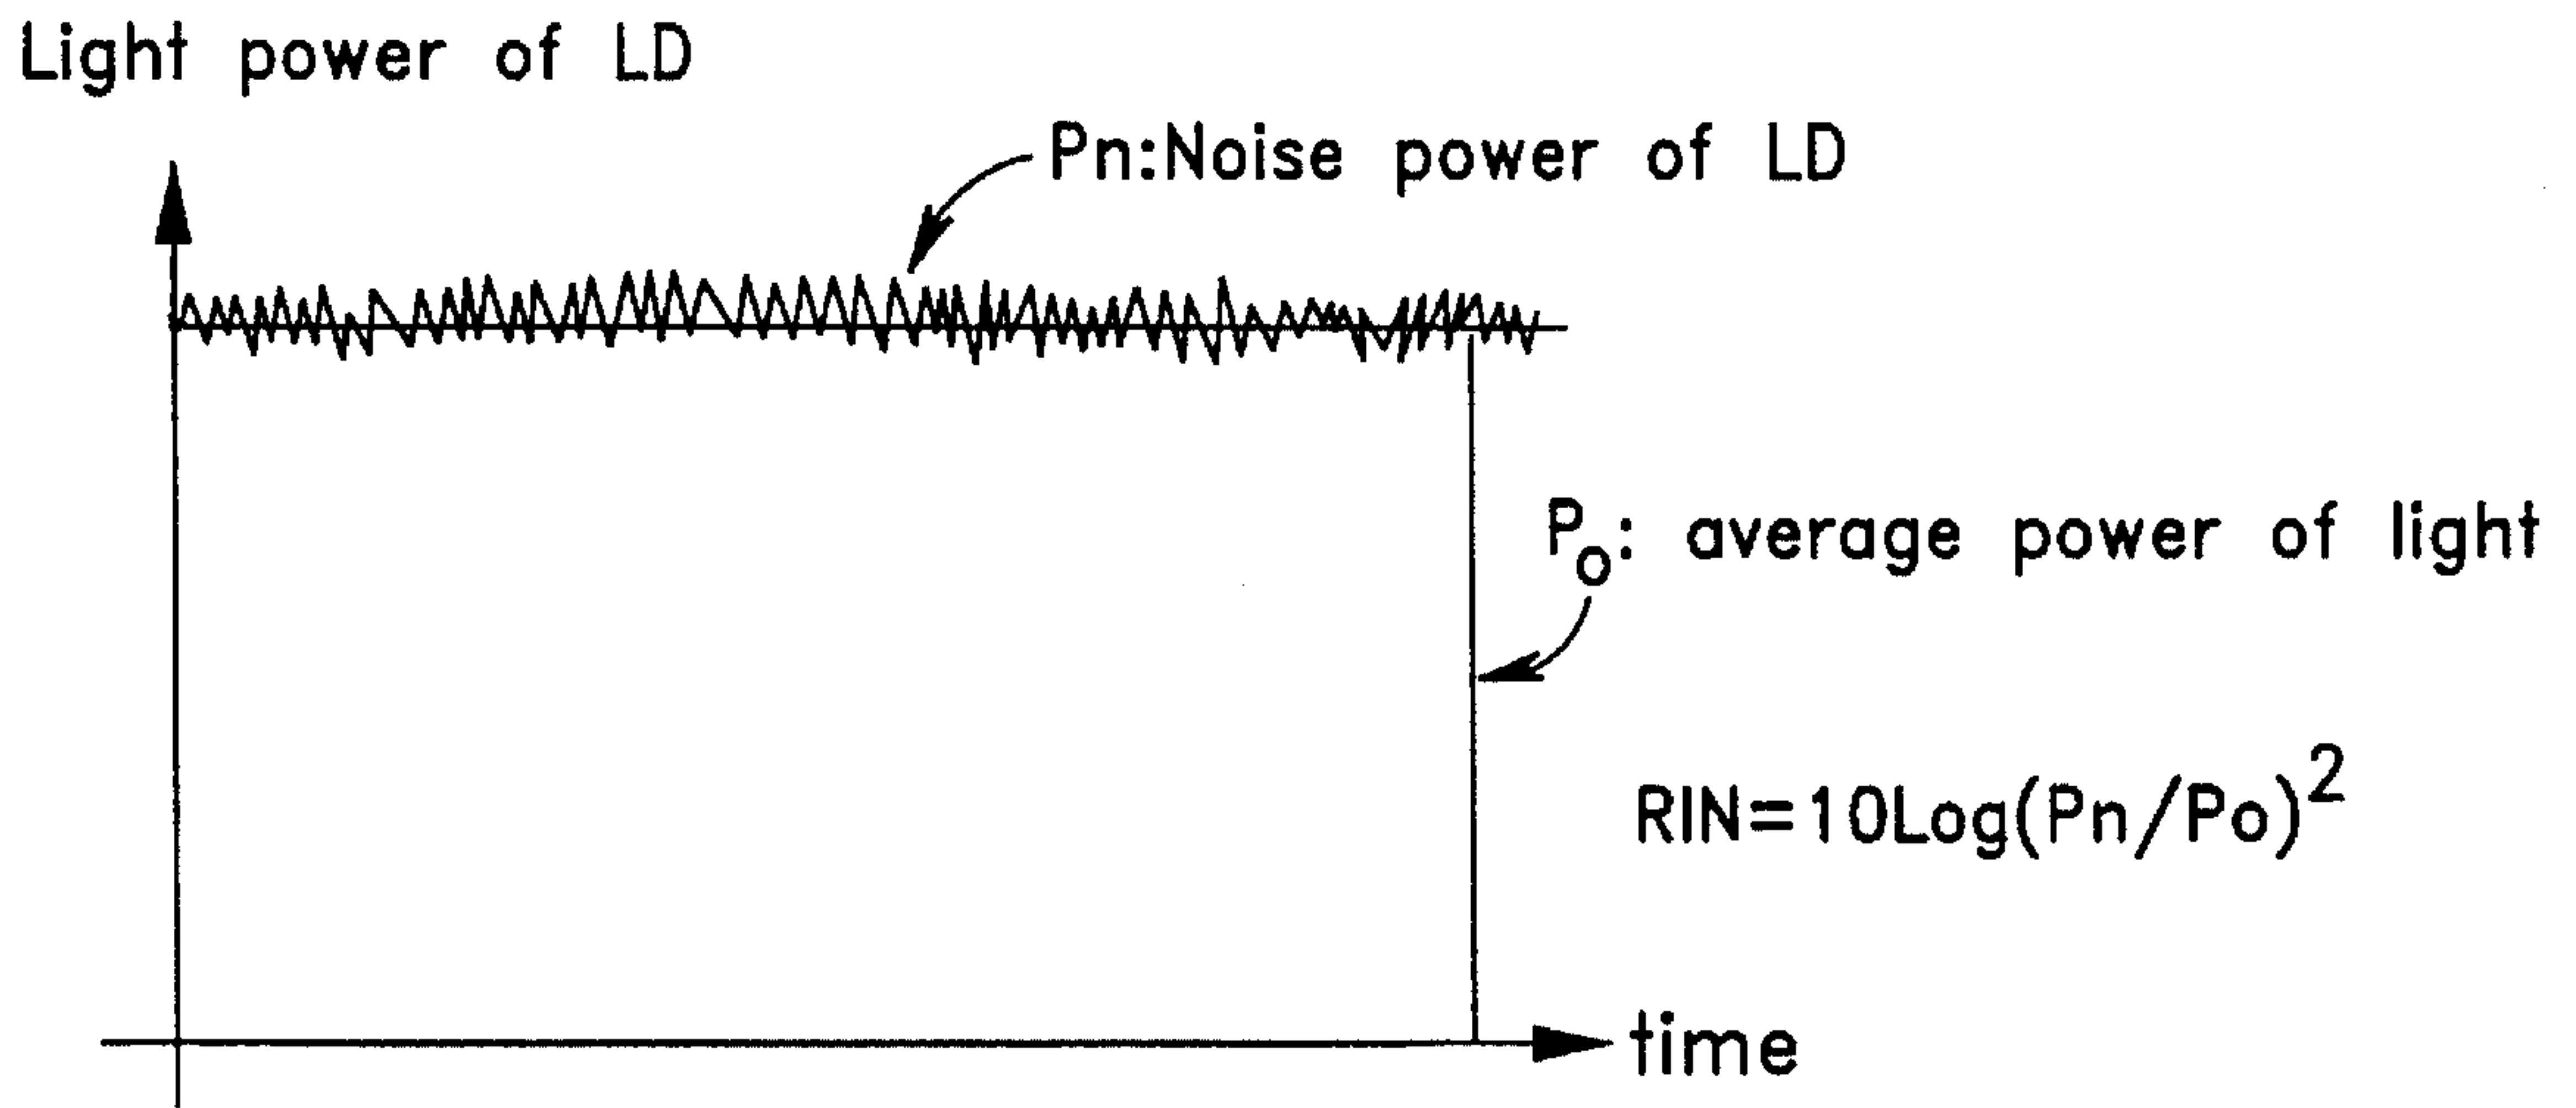 Light power of LD
Pn:Noise power of LD
Po: average power of light
RIN=10Log(Pn/Po)²
time